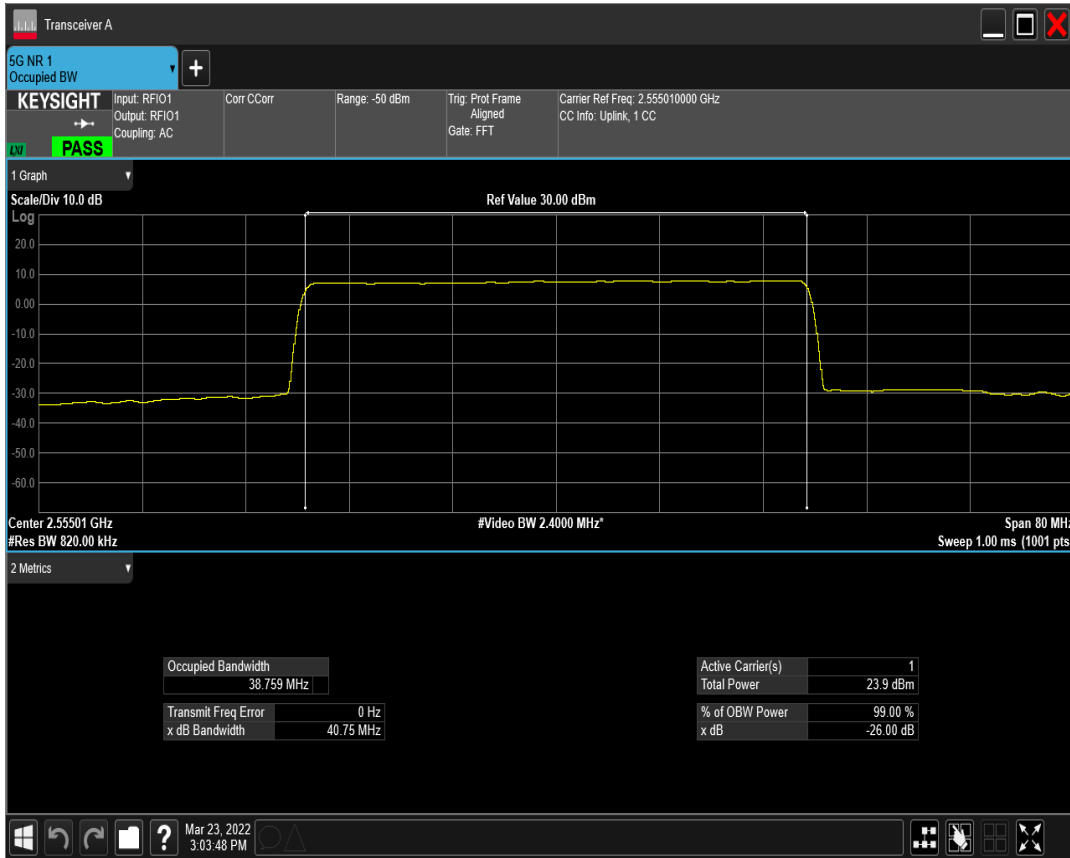 Transceiver A
5G NR 1
Occupied BW
+
KEYSIGHT
LXI
PASS
Input: RFIO1
Output: RFIO1
Coupling: AC
Corr CCorr
Range: -50 dBm
Trig: Prot Frame
Aligned
Gate: FFT
Carrier Ref Freq: 2.555010000 GHz
CC Info: Uplink, 1 CC
1 Graph
Scale/Div 10.0 dB
Ref Value 30.00 dBm
Log
20.0
10.0
0.00
-10.0
-20.0
-30.0
-40.0
-50.0
-60.0
Center 2.55501 GHz
#Video BW 2.4000 MHz*
Span 80 MHz
#Res BW 820.00 kHz
Sweep 1.00 ms (1001 pts
2 Metrics
Occupied Bandwidth
38.759 MHz
Transmit Freq Error 0 Hz
x dB Bandwidth 40.75 MHz
Active Carrier(s) 1
Total Power 23.9 dBm
% of OBW Power 99.00 %
x dB -26.00 dB
?
Mar 23, 2022
3:03:48 PM